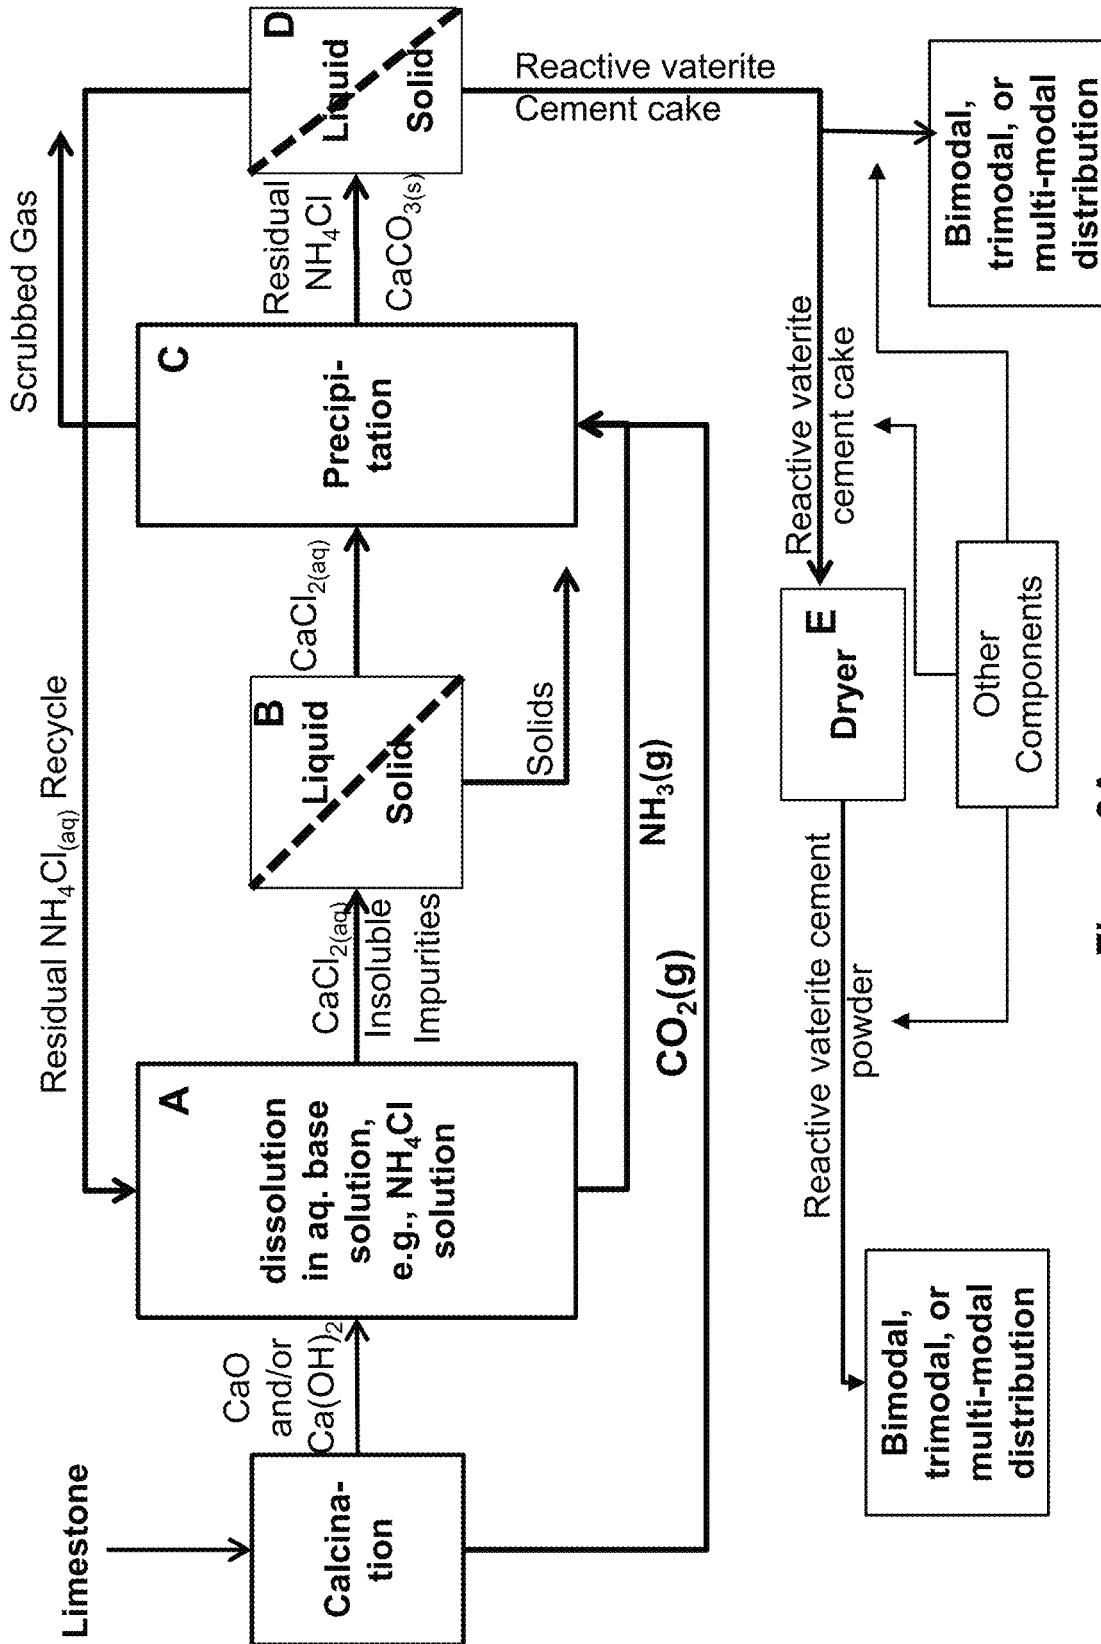 Limestone
Calcina-
tion
CaO
and/or
Ca(OH)2
A
dissolution
in aq. base
solution,
e.g., NH4Cl
solution
Residual NH4Cl(aq) Recycle
CaCl2(aq)
Insoluble
Impurities
B
Liquid
Solid
Solids
CaCl2(aq)
C
Precipi-
tation
Scrubbed Gas
Residual
NH4Cl
CaCO3(s)
D
Liquid
Solid
NH3(g)
CO2(g)
Reactive vaterite
Cement cake
Reactive vaterite
cement cake
E
Dryer
Reactive vaterite cement
powder
Other
Components
Bimodal,
trimodal, or
multi-modal
distribution
Bimodal,
trimodal, or
multi-modal
distribution